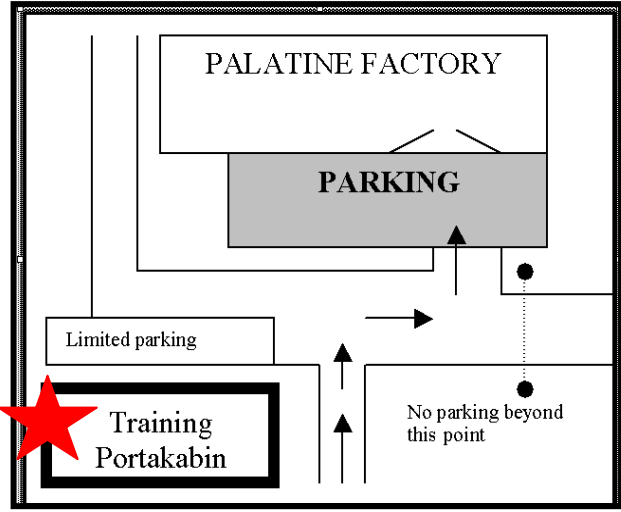 PALATINE FACTORY
PARKING
Limited parking
Training
Portakabin
No parking beyond
this point